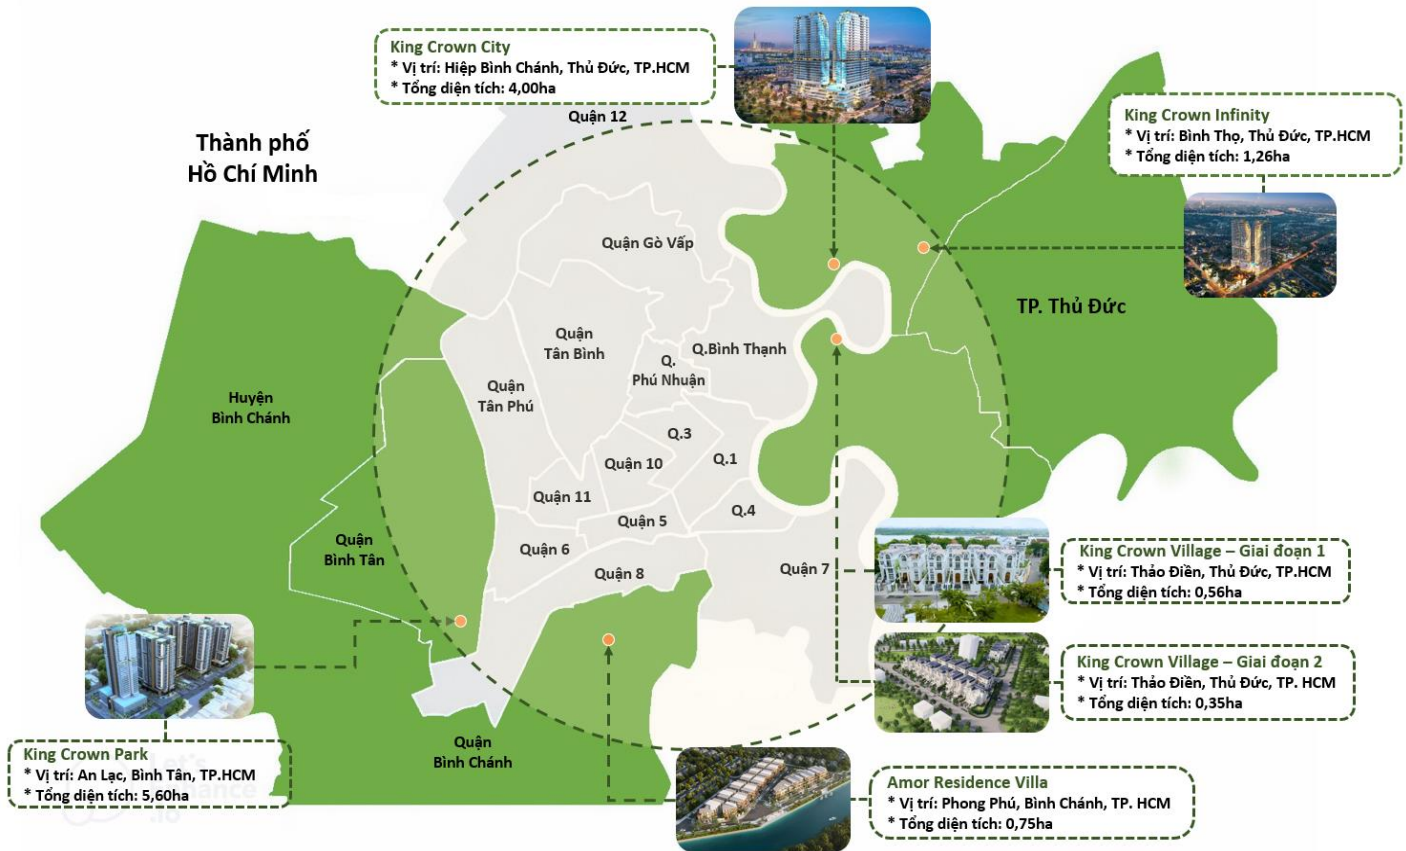 King Crown City
* Vị trí: Hiệp Bình Chánh, Thủ Đức, TP.HCM
* Tổng diện tích: 4,00ha
Quận 12
Thành phố
Hồ Chí Minh
King Crown Infinity
* Vị trí: Bình Thọ, Thủ Đức, TP.HCM
* Tổng diện tích: 1,26ha
Quận Gò Vấp
TP. Thủ Đức
Quận
Tân Bình
Q.Bình Thạnh
Q.
Phú Nhuận
Quận
Tân Phú
Huyện
Bình Chánh
Q.3
Q.1
Quận 10
Quận 11
Q.4
Quận 5
Quận
Bình Tân
Quận 6
Quận 8
Quận 7
King Crown Village – Giai đoạn 1
* Vị trí: Thảo Điền, Thủ Đức, TP.HCM
* Tổng diện tích: 0,56ha
King Crown Village – Giai đoạn 2
* Vị trí: Thảo Điền, Thủ Đức, TP. HCM
* Tổng diện tích: 0,35ha
Quận
Bình Chánh
King Crown Park
* Vị trí: An Lạc, Bình Tân, TP.HCM
* Tổng diện tích: 5,60ha
Amor Residence Villa
* Vị trí: Phong Phú, Bình Chánh, TP. HCM
* Tổng diện tích: 0,75ha